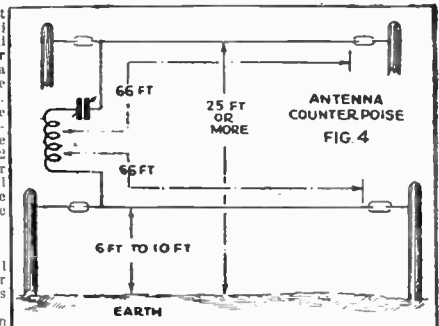 66 FT
25 FT
OR
MORE
ANTENNA
COUNTERPOISE
FIG. 4
66 FT
6 FT TO 10 FT
EARTH